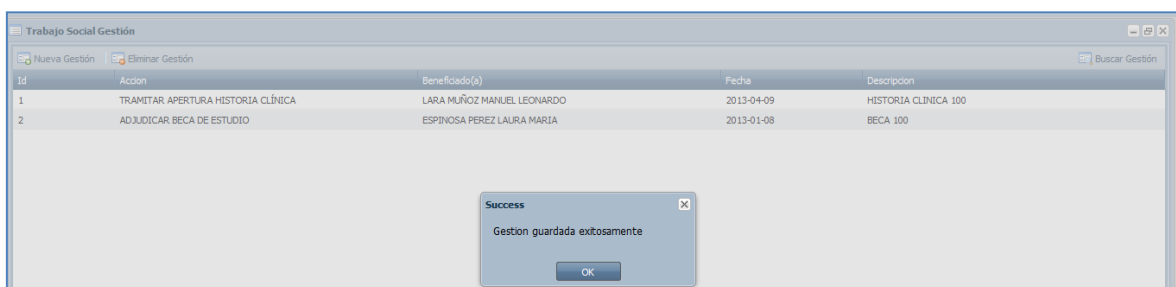 Trabajo Social Gestión
Nueva Gestión Eliminar Gestión Buscar Gestión
Id Accion Beneficiado(a) Fecha Descripcion
1 TRAMITAR APERTURA HISTORIA CLÍNICA LARA MUÑOZ MANUEL LEONARDO 2013-04-09 HISTORIA CLINICA 100
2 ADJUDICAR BECA DE ESTUDIO ESPINOSA PEREZ LAURA MARIA 2013-01-08 BECA 100
Success
Gestion guardada exitosamente
OK